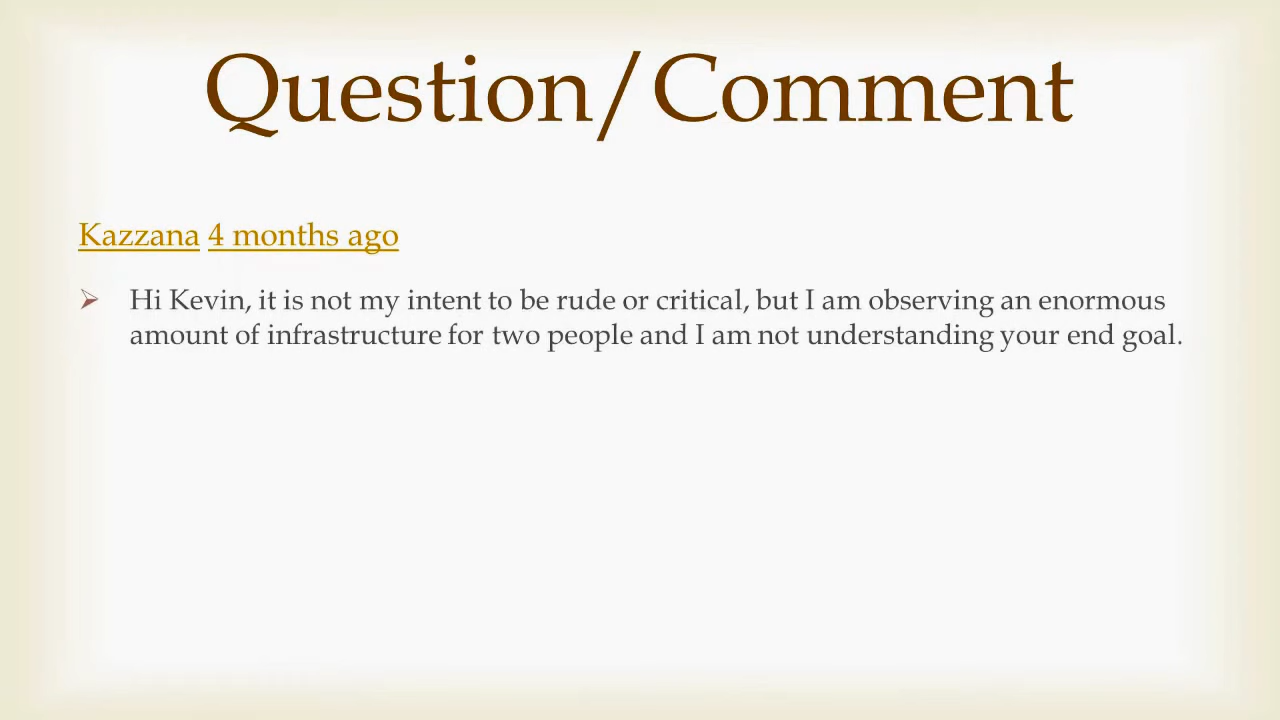 Question/Comment
Kazzana 4 months ago
Hi Kevin, it is not my intent to be rude or critical, but I am observing an enormous
amount of infrastructure for two people and I am not understanding your end goal.